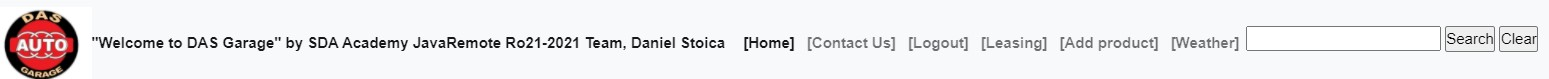 DAS
AUTO
GARAGE
"Welcome to DAS Garage" by SDA Academy JavaRemote Ro21-2021 Team, Daniel Stoica [Home] [Contact Us] [Logout] [Leasing] [Add product] [Weather] Search Clear